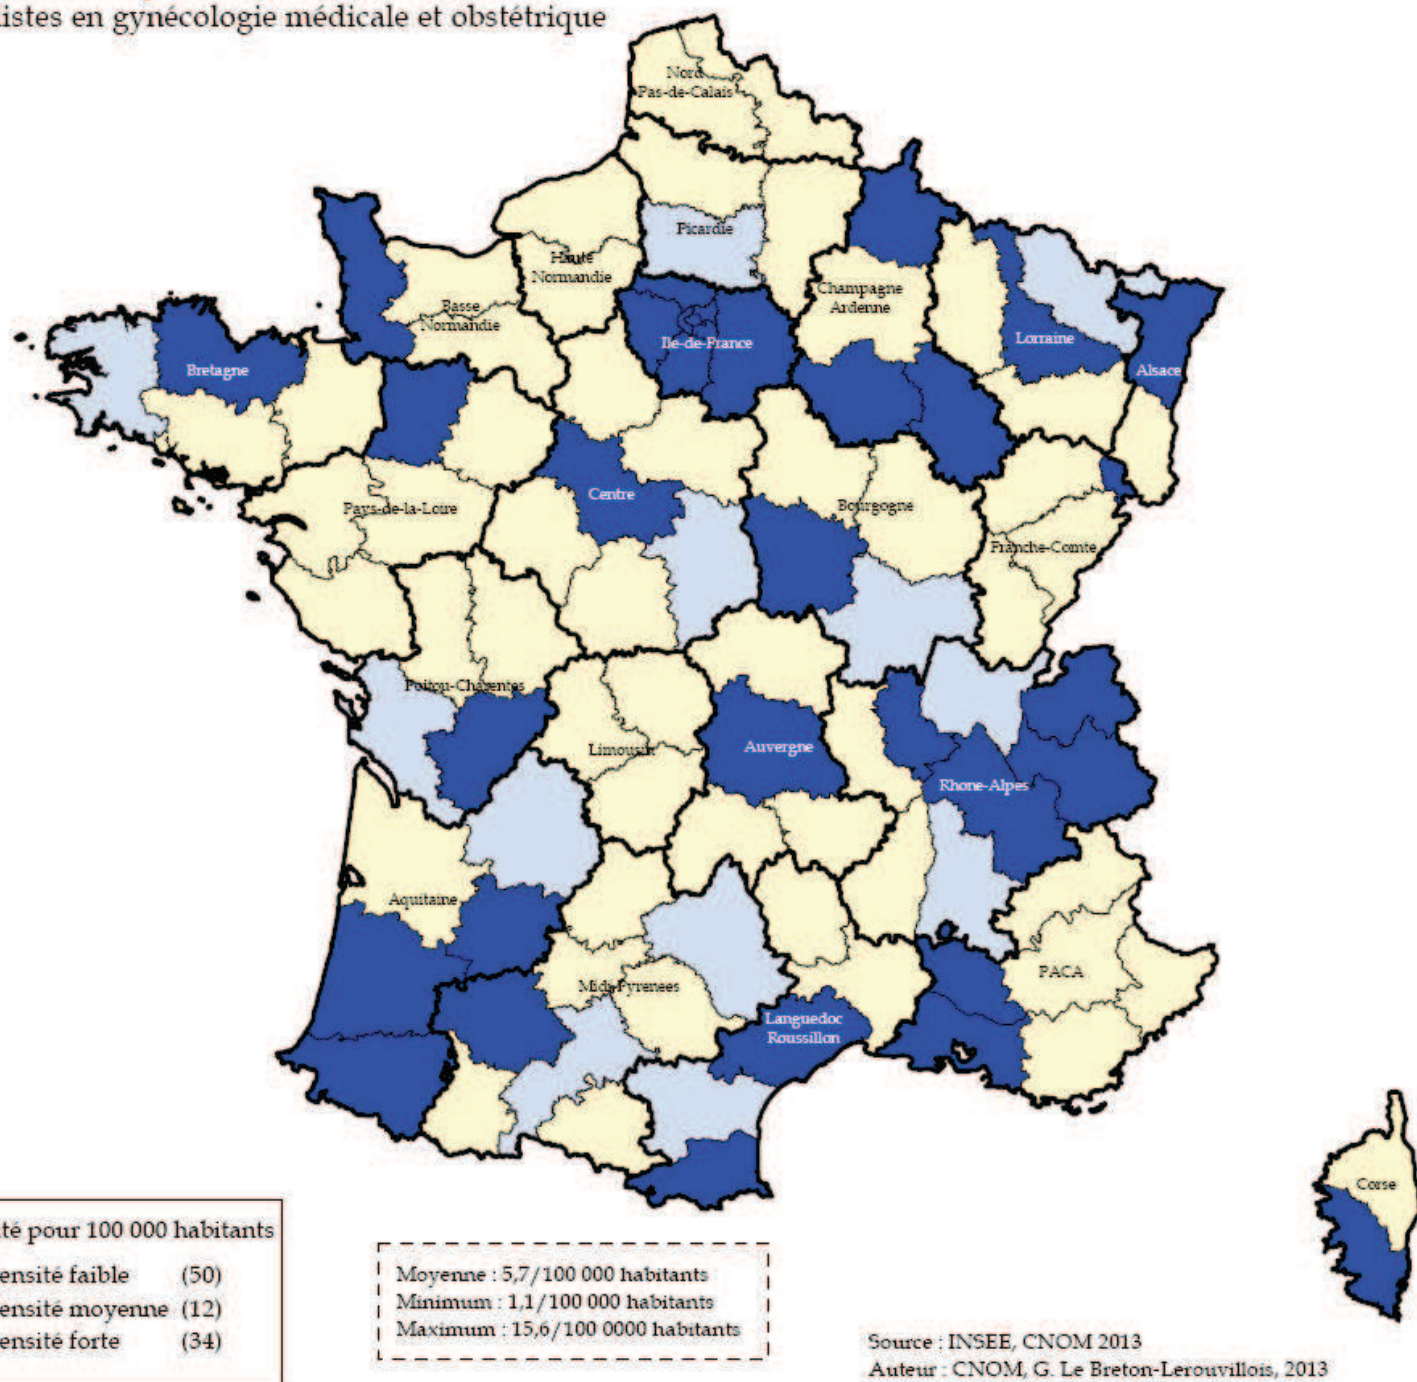 istes en gynécologie médicale et obstétrique
Nord
Pas-de-Calais
Picardie
Haute
Normandie
Basse
Normandie
Champagne
Ardenne
Ile-de-France
Lorraine
Alsace
Bretagne
Centre
Pays-de-la-Loire
Bourgogne
Franche-Comte
Poitou-Charentes
Limousin
Auvergne
Rhone-Alpes
Aquitaine
Midi-Pyrenees
PACA
Languedoc
Roussillon
Corse
té pour 100 000 habitants
ensité faible (50)
ensité moyenne (12)
ensité forte (34)
Moyenne : 5,7/100 000 habitants
Minimum : 1,1/100 000 habitants
Maximum : 15,6/100 0000 habitants
Source : INSEE, CNOM 2013
Auteur : CNOM, G. Le Breton-Lerouvillois, 2013